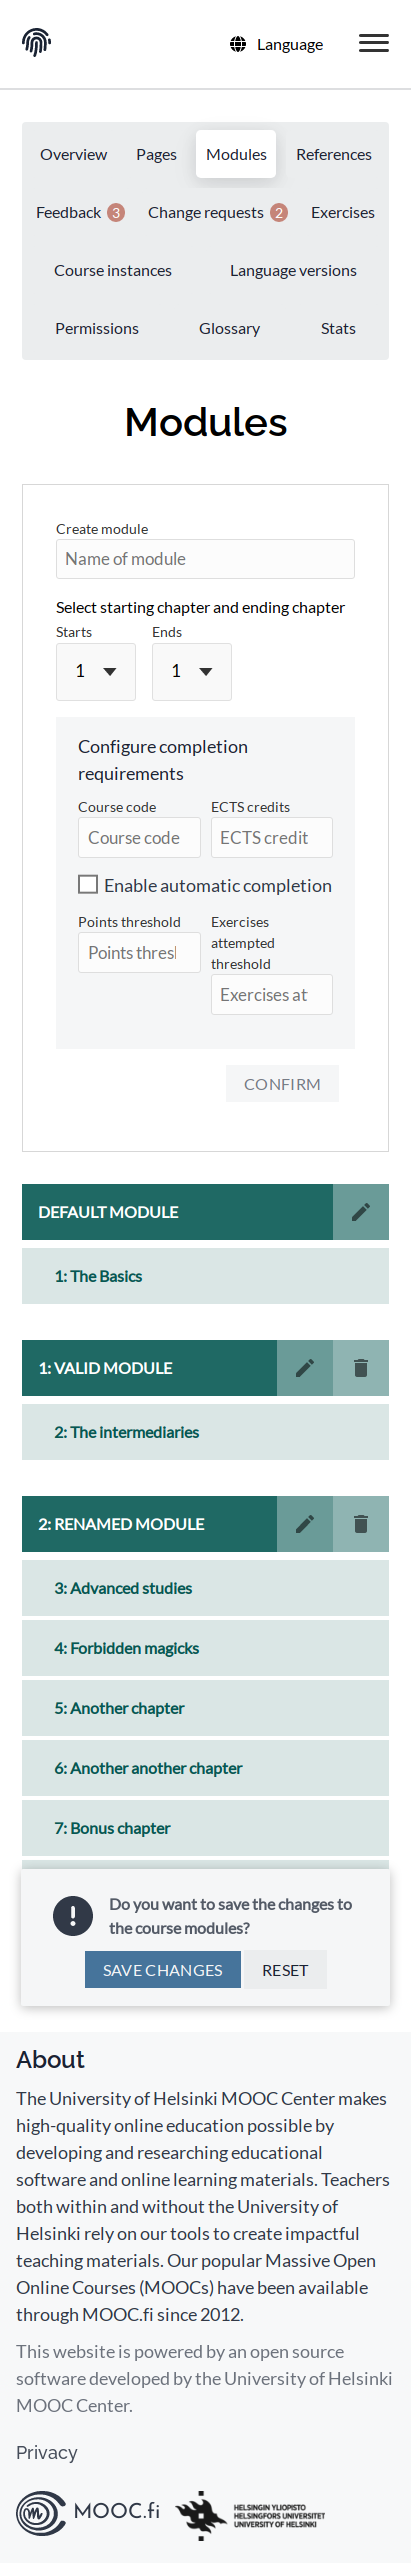 Language
Overview Pages Modules References
Feedback 3 Change requests 2 Exercises
Course instances Language versions
Permissions Glossary Stats
Modules
Create module
Name of module
Select starting chapter and ending chapter
Starts Ends
1 1
Configure completion
requirements
Course code ECTS credits
Course code ECTS credit
Enable automatic completion
Points threshold Exercises
attempted
threshold
Points thresl
Exercises at
CONFIRM
DEFAULT MODULE
1: The Basics
1: VALID MODULE
2: The intermediaries
2: RENAMED MODULE
3: Advanced studies
4: Forbidden magicks
5: Another chapter
6: Another another chapter
7: Bonus chapter
Do you want to save the changes to
the course modules?
SAVE CHANGES RESET
About
The University of Helsinki MOOC Center makes
high-quality online education possible by
developing and researching educational
software and online learning materials. Teachers
both within and without the University of
Helsinki rely on our tools to create impactful
teaching materials. Our popular Massive Open
Online Courses (MOOCs) have been available
through MOOC.fi since 2012.
This website is powered by an open source
software developed by the University of Helsinki
MOOC Center.
Privacy
MOOC.fi
HELSINGIN YLIOPISTO
HELSINGFORS UNIVERSITET
UNIVERSITY OF HELSINKI